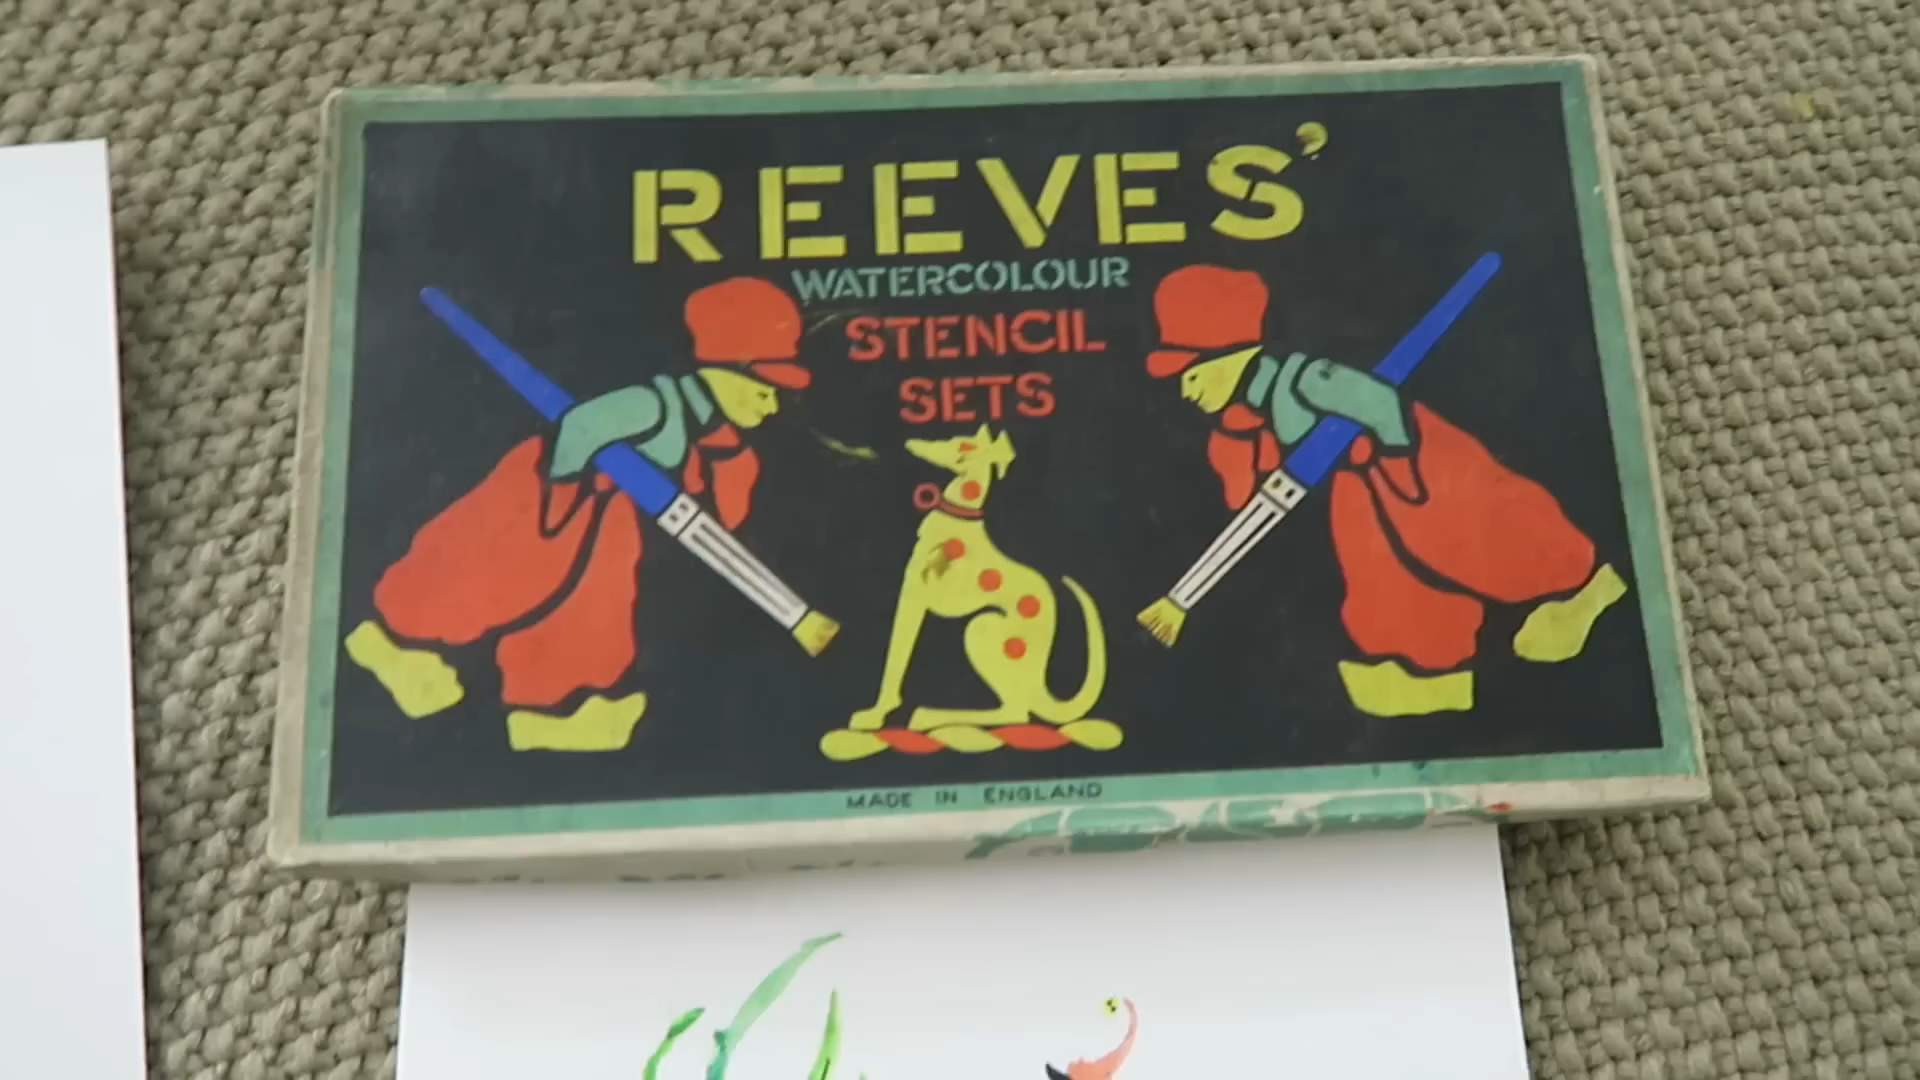 REEVES'
WATERCOLOUR
STENCIL
SETS
MADE IN ENGLAND